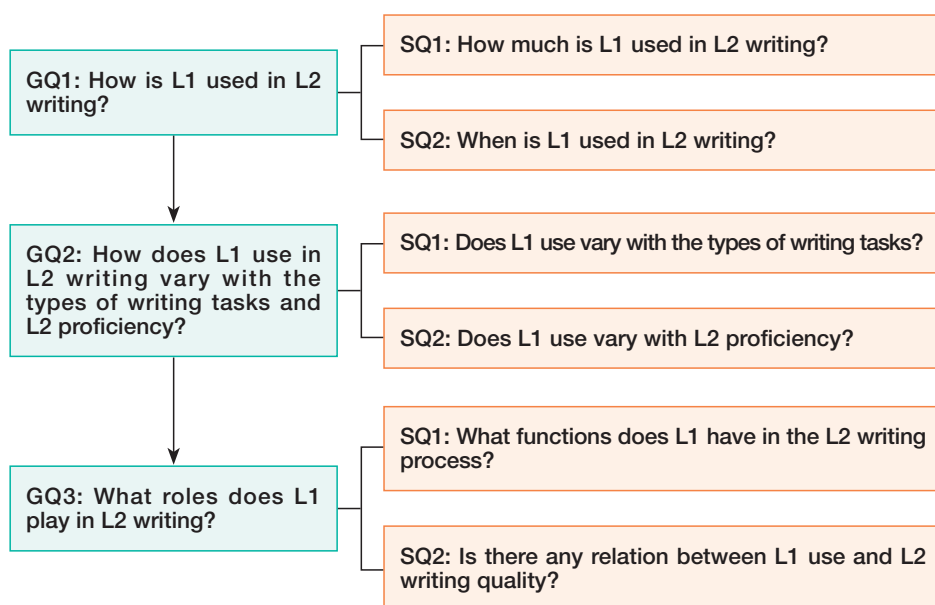 GQ1: How is L1 used in L2
writing?
SQ1: How much is L1 used in L2 writing?
SQ2: When is L1 used in L2 writing?
GQ2: How does L1 use in
L2 writing vary with the
types of writing tasks and
L2 proficiency?
SQ1: Does L1 use vary with the types of writing tasks?
SQ2: Does L1 use vary with L2 proficiency?
GQ3: What roles does L1
play in L2 writing?
SQ1: What functions does L1 have in the L2 writing
process?
SQ2: Is there any relation between L1 use and L2
writing quality?